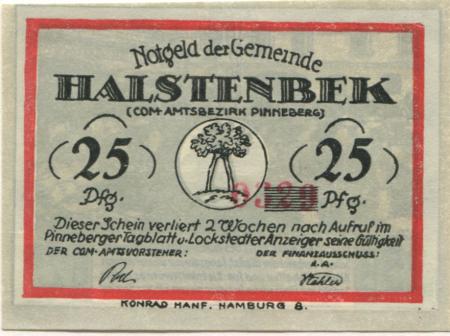 Notgeld der Gemeinde
HALSTENBEK
(COM-AMTSBEZIRK PINNEBERG)
25 25
Pfg. 0329 Pfg.
Dieser Schein verliert 2 Wochen nach Aufruf im
Pinneberger Tagblatt u. Lockstedter Anzeiger seine Gültigkeit
DER COM-AMTSVORSTEHER: DER FINANZAUSSCHUSS:
I.A.
KONRAD HANF, HAMBURG 8.